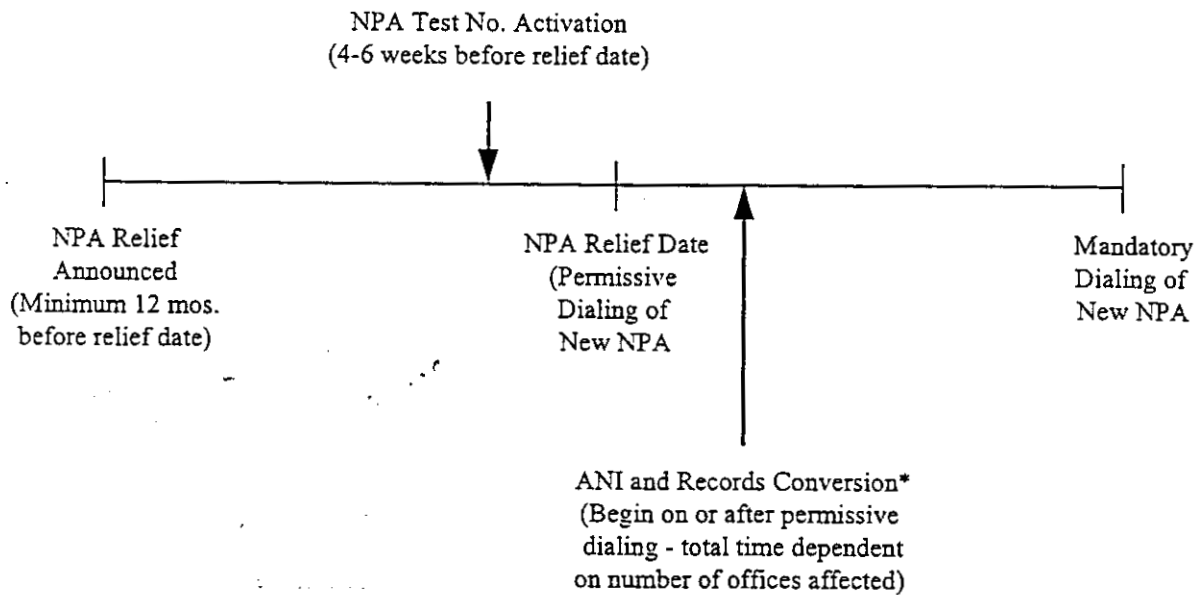 NPA Test No. Activation
(4-6 weeks before relief date)
NPA Relief
Announced
(Minimum 12 mos.
before relief date)
NPA Relief Date
(Permissive
Dialing of
New NPA
Mandatory
Dialing of
New NPA
ANI and Records Conversion*
(Begin on or after permissive
dialing - total time dependent
on number of offices affected)